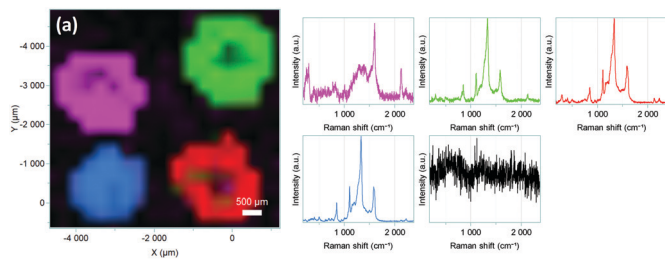 (a)
-4 000
-3 000
-2 000
-1 000
0
Y (µm)
-4 000
-2 000
0
X (µm)
500 µm
Intensity (a.u.)
1 000
2 000
Raman shift (cm⁻¹)
Intensity (a.u.)
1 000
2 000
Raman shift (cm⁻¹)
Intensity (a.u.)
1 000
2 000
Raman shift (cm⁻¹)
Intensity (a.u.)
1 000
2 000
Raman shift (cm⁻¹)
Intensity (a.u.)
1 000
2 000
Raman shift (cm⁻¹)